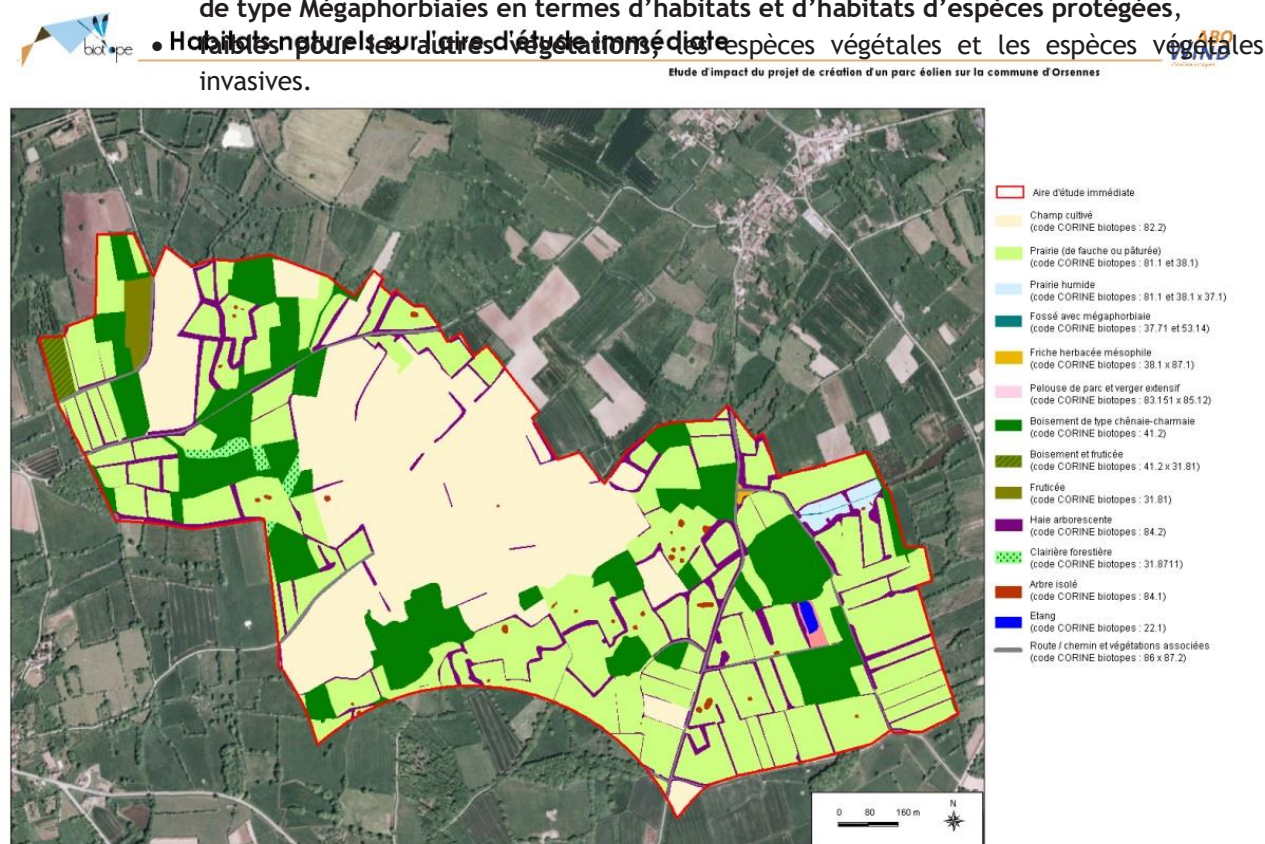 de type Mégaphorbiaies en termes d'habitats et d'habitats d'espèces protégées,
biotope
Habitats naturels sur l'aire d'étude immédiate
ABO
WIND
• faibles pour les autres végétations, les espèces végétales et les espèces végétales
Etude d'impact du projet de création d'un parc éolien sur la commune d'Orsennes
invasives.
Aire d'étude immédiate
Champ cultivé
(code CORINE biotopes : 82.2)
Prairie (de fauche ou pâturée)
(code CORINE biotopes : 81.1 et 38.1)
Prairie humide
(code CORINE biotopes : 81.1 et 38.1 x 37.1)
Fossé avec mégaphorbiaie
(code CORINE biotopes : 37.71 et 53.14)
Friche herbacée mésophile
(code CORINE biotopes : 38.1 x 87.1)
Pelouse de parc et verger extensif
(code CORINE biotopes : 83.151 x 85.12)
Boisement de type chênaie-charmaie
(code CORINE biotopes : 41.2)
Boisement et fruticée
(code CORINE biotopes : 41.2 x 31.81)
Fruticée
(code CORINE biotopes : 31.81)
Haie arborescente
(code CORINE biotopes : 84.2)
Clairière forestière
(code CORINE biotopes : 31.8711)
Arbre isolé
(code CORINE biotopes : 84.1)
Etang
(code CORINE biotopes : 22.1)
Route / chemin et végétations associées
(code CORINE biotopes : 86 x 87.2)
0 80 160 m
N